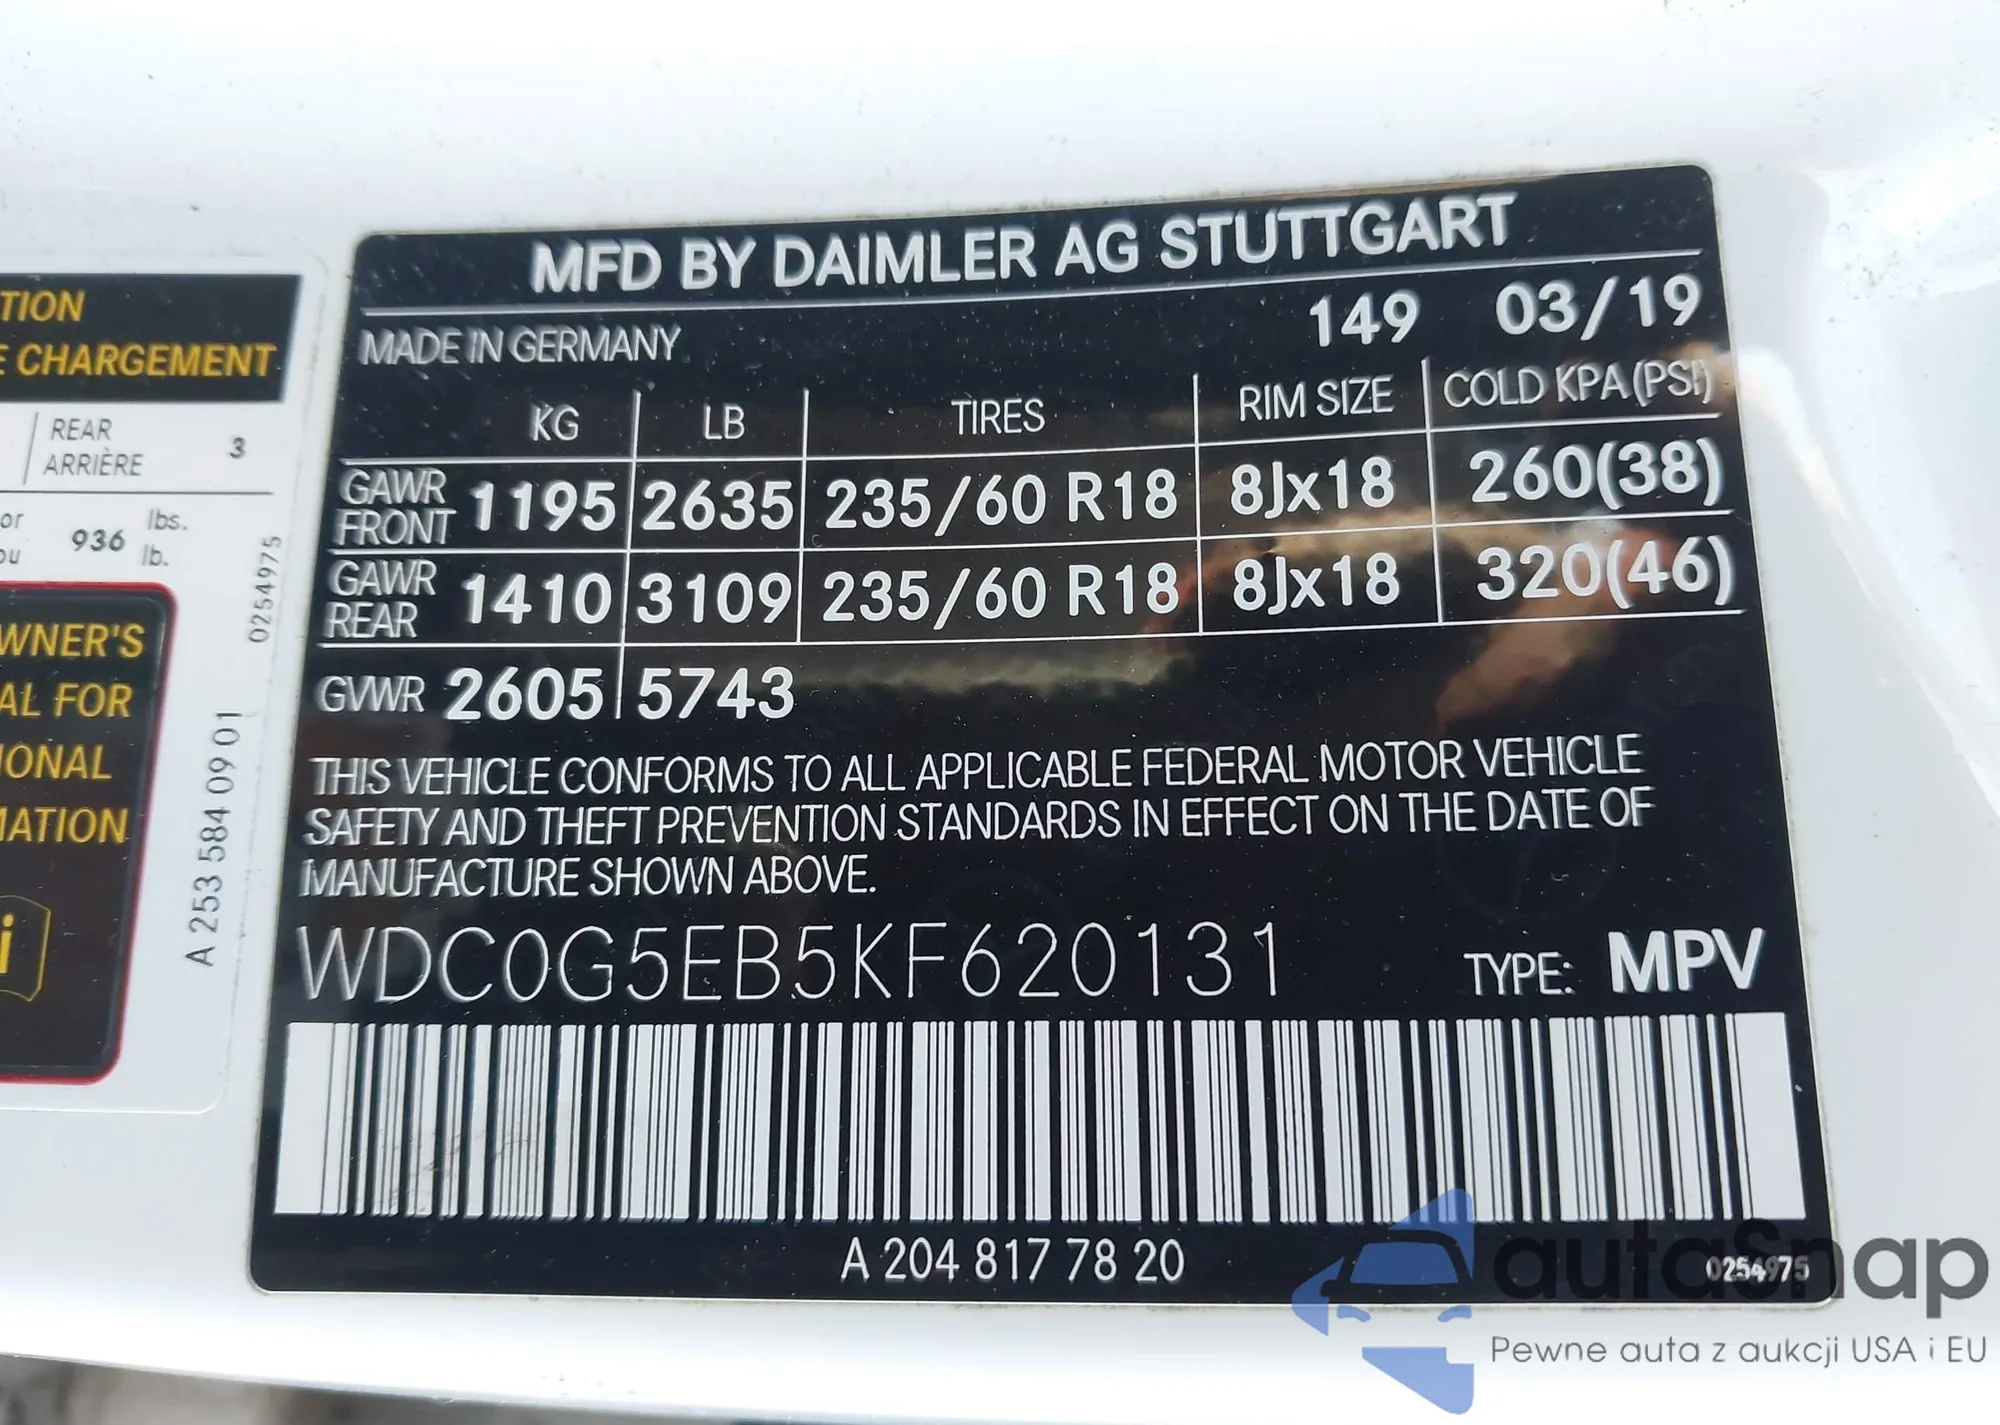 TION
E CHARGEMENT
REAR
ARRIÈRE
3
or
ou
936
lbs.
lb.
0254975
WNER'S
AL FOR
IONAL
MATION
i
A 253 584 09 01
MFD BY DAIMLER AG STUTTGART
MADE IN GERMANY 149 03/19
KG LB TIRES RIM SIZE COLD KPA(PSI)
GAWR FRONT 1195 2635 235/60 R18 8Jx18 260(38)
GAWR REAR 1410 3109 235/60 R18 8Jx18 320(46)
GVWR 2605 5743
THIS VEHICLE CONFORMS TO ALL APPLICABLE FEDERAL MOTOR VEHICLE
SAFETY AND THEFT PREVENTION STANDARDS IN EFFECT ON THE DATE OF
MANUFACTURE SHOWN ABOVE.
WDC0G5EB5KF620131 TYPE: MPV
A 204 817 78 20
0254975
autoSnap
Pewne auta z aukcji USA i EU